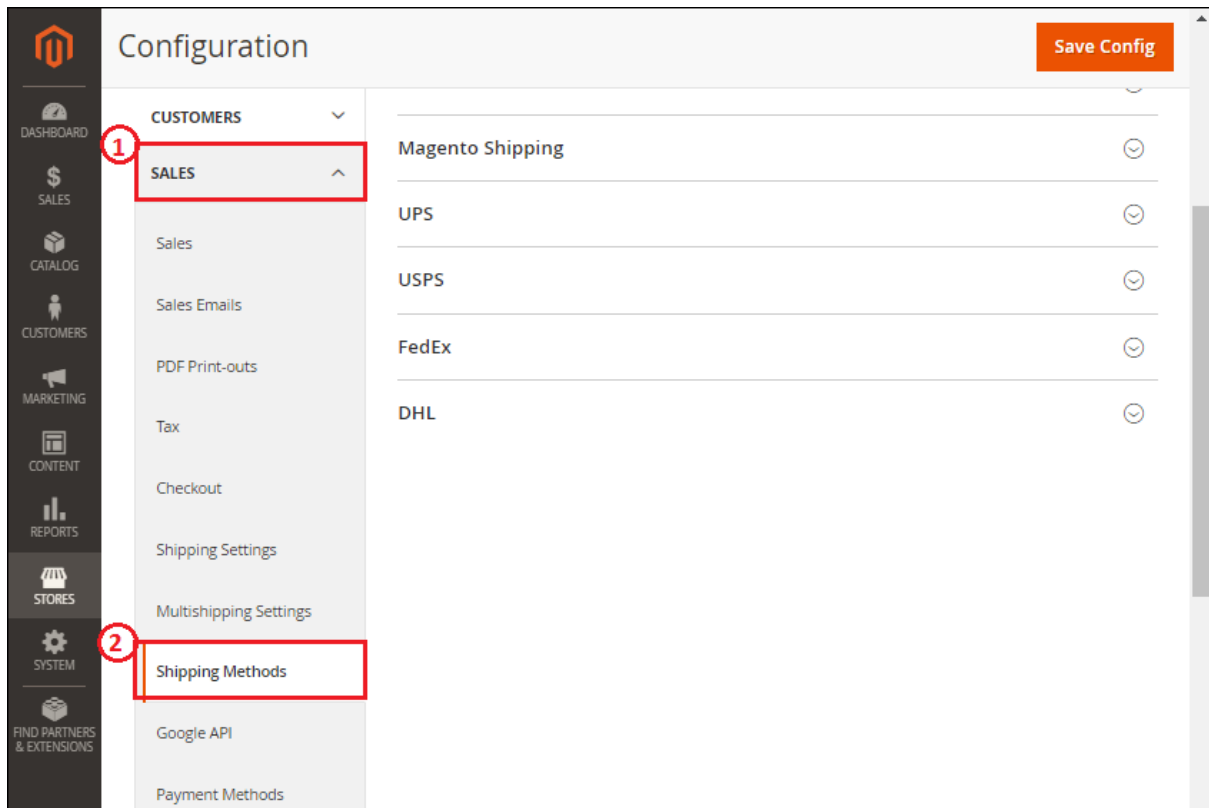 Configuration
Save Config
DASHBOARD
SALES
CATALOG
CUSTOMERS
MARKETING
CONTENT
REPORTS
STORES
SYSTEM
FIND PARTNERS
& EXTENSIONS
CUSTOMERS
1
SALES
Sales
Sales Emails
PDF Print-outs
Tax
Checkout
Shipping Settings
Multishipping Settings
2
Shipping Methods
Google API
Payment Methods
Magento Shipping
UPS
USPS
FedEx
DHL